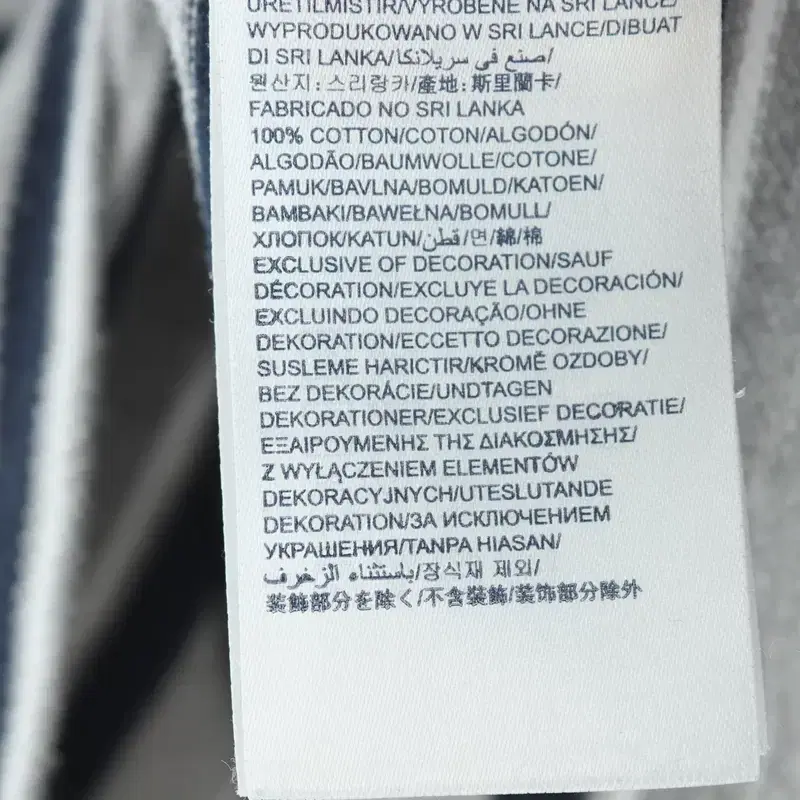 ÜRETİLMİŞTİR/VYROBENE NA SRÍ LANCE/
WYPRODUKOWANO W SRI LANCE/DIBUAT
DI SRI LANKA/صنع في سريلانكا/
원산지:스리랑카/產地:斯里蘭卡/
FABRICADO NO SRI LANKA
100% COTTON/COTON/ALGODÓN/
ALGODÃO/BAUMWOLLE/COTONE/
PAMUK/BAVLNA/BOMULD/KATOEN/
BAMBAKI/BAWEŁNA/BOMULL/
ХЛОПОК/KATUN/قطن/면/綿/棉
EXCLUSIVE OF DECORATION/SAUF
DÉCORATION/EXCLUYE LA DECORACIÓN/
EXCLUINDO DECORAÇÃO/OHNE
DEKORATION/ECCETTO DECORAZIONE/
SUSLEME HARICTIR/KROMĚ OZDOBY/
BEZ DEKORÁCIE/UNDTAGEN
DEKORATIONER/EXCLUSIEF DECORATIE/
ΕΞΑΙΡΟΥΜΕΝΗΣ ΤΗΣ ΔΙΑΚΟΣΜΗΣΗΣ/
Z WYŁĄCZENIEM ELEMENTÓW
DEKORACYJNYCH/UTESLUTANDE
DEKORATION/ЗА ИСКЛЮЧЕНИЕМ
УКРАШЕНИЯ/TANPA HIASAN/
باستثناء الزخرف/장식재 제외/
装飾部分を除く/不含裝飾/装饰部分除外